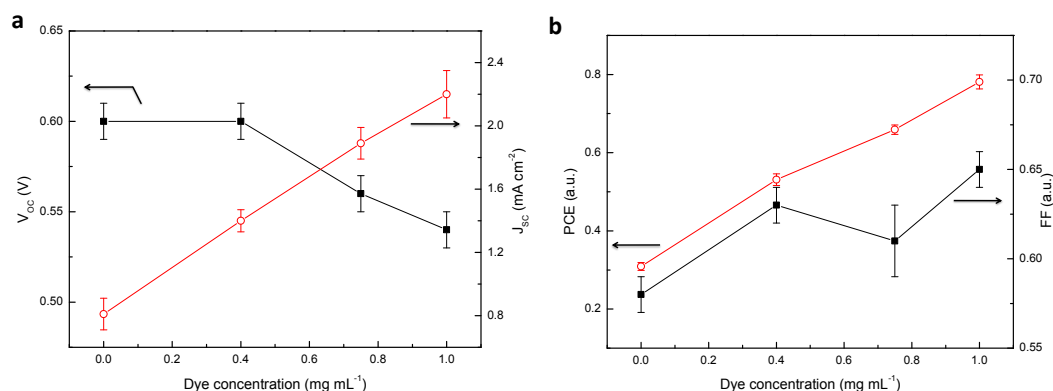 a
0.65
0.60
0.55
0.50
V_OC (V)
2.4
2.0
1.6
1.2
0.8
J_SC (mA cm⁻²)
0.0 0.2 0.4 0.6 0.8 1.0
Dye concentration (mg mL⁻¹)
b
0.8
0.6
0.4
0.2
PCE (a.u.)
0.70
0.65
0.60
0.55
FF (a.u.)
0.0 0.2 0.4 0.6 0.8 1.0
Dye concentration (mg mL⁻¹)